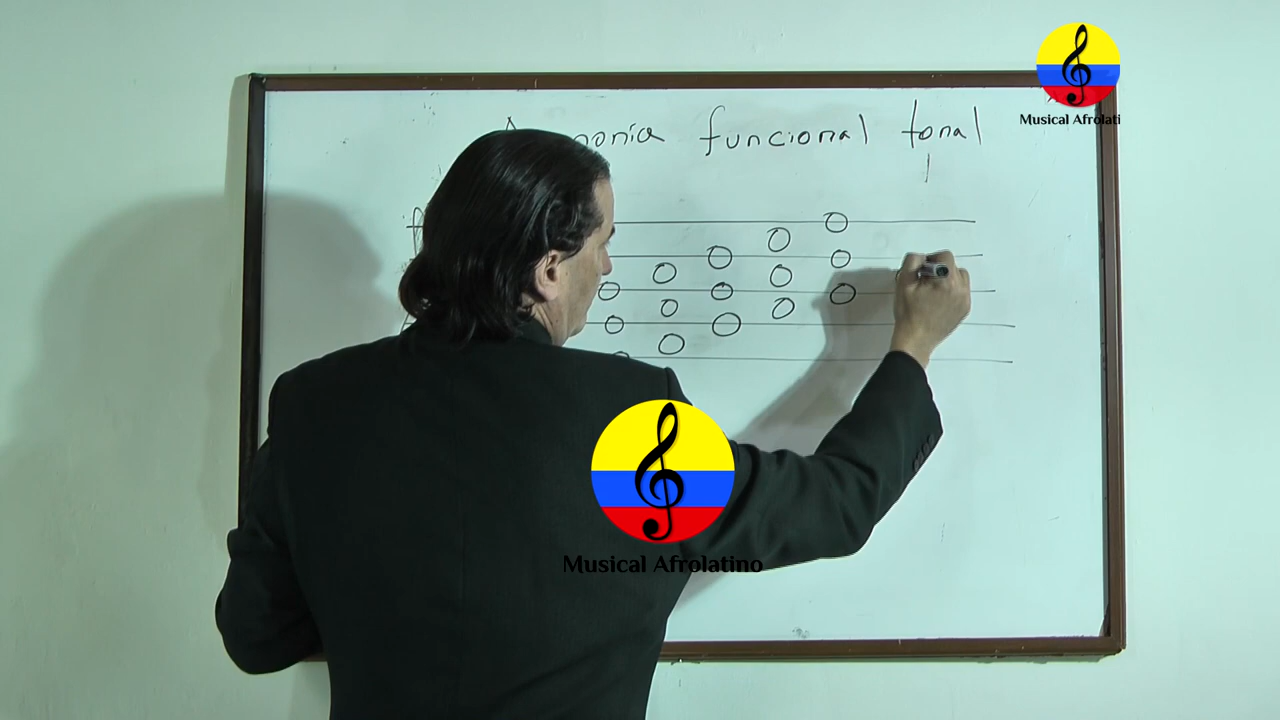 Musical Afrolati
funcional tonal
Musical Afrolatino